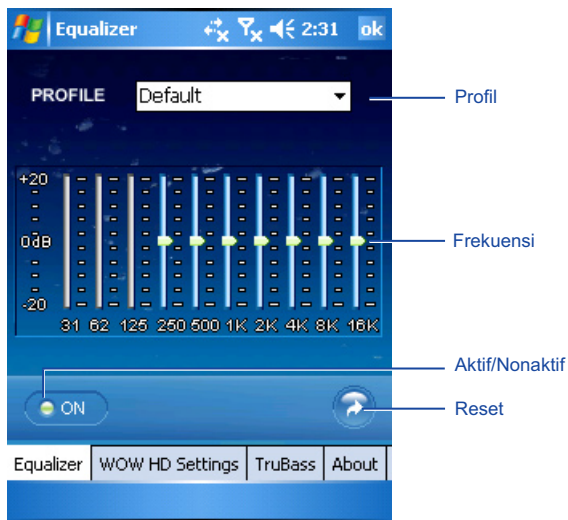 Equalizer 2:31 ok
PROFILE Default
Profil
+20
0dB
-20
Frekuensi
31 62 125 250 500 1K 2K 4K 8K 16K
Aktif/Nonaktif
ON
Reset
Equalizer WOW HD Settings TruBass About